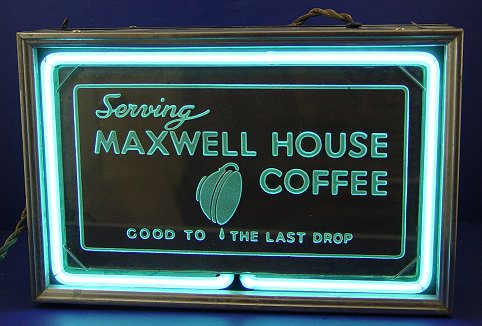 Serving
MAXWELL HOUSE
COFFEE
GOOD TO THE LAST DROP